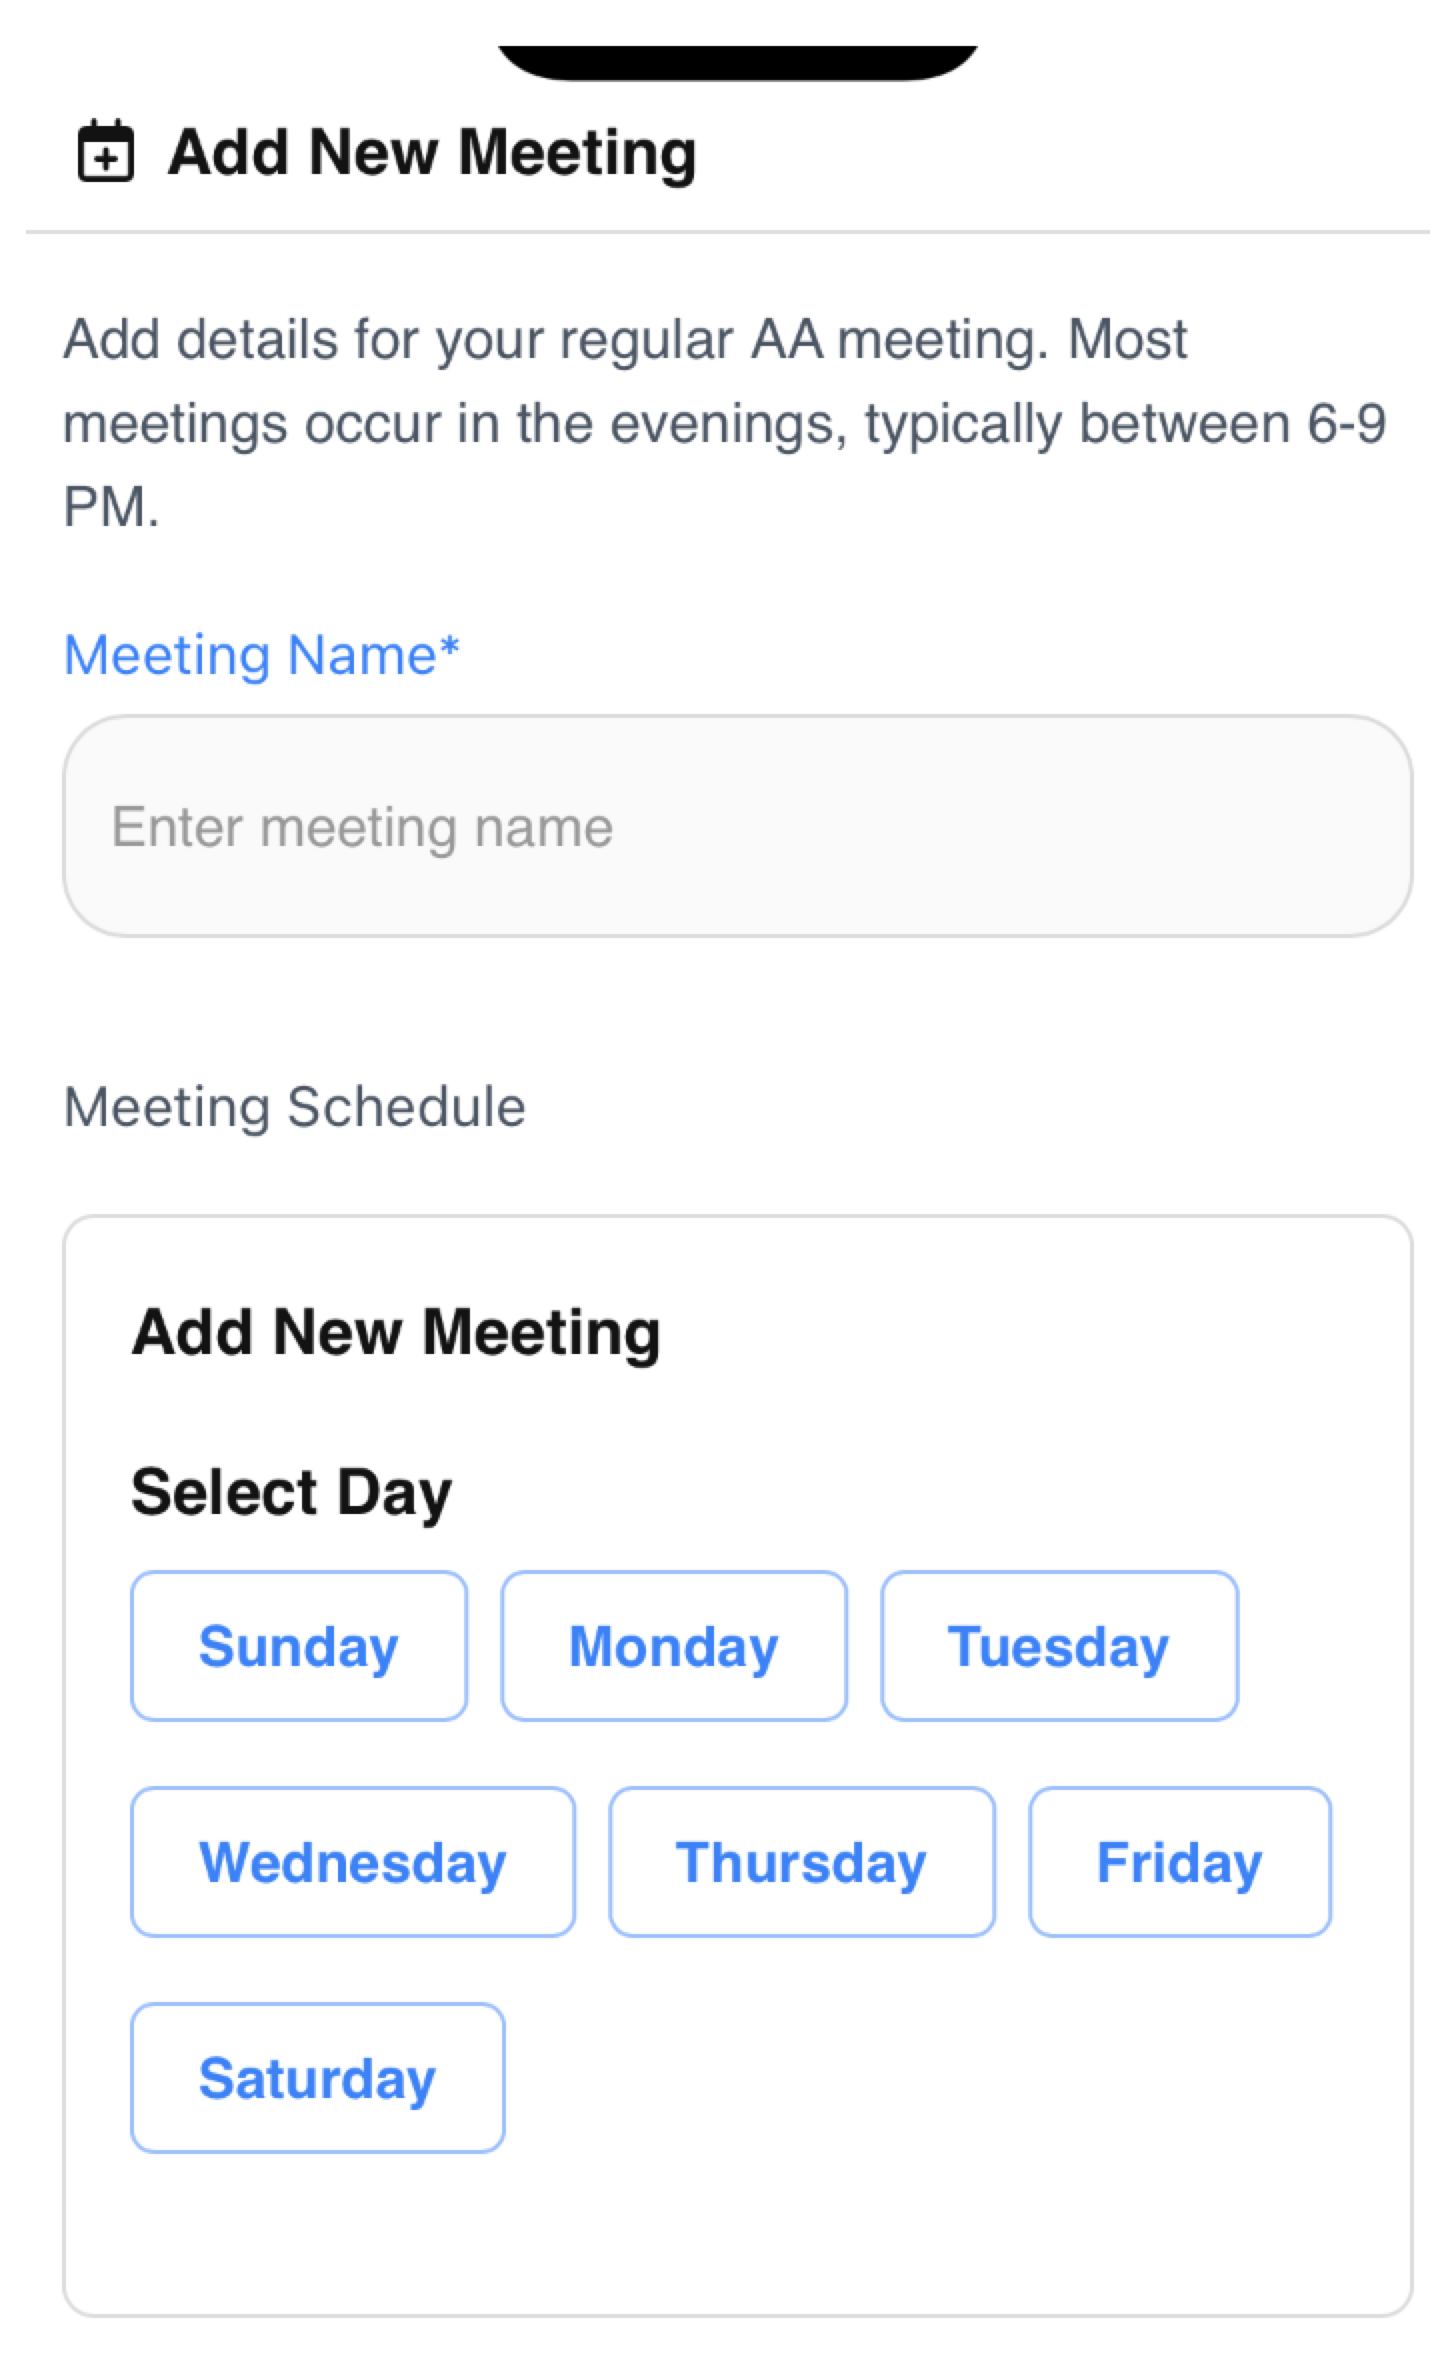 Add New Meeting
Add details for your regular AA meeting. Most
meetings occur in the evenings, typically between 6-9
PM.
Meeting Name*
Enter meeting name
Meeting Schedule
Add New Meeting
Select Day
Sunday Monday Tuesday
Wednesday Thursday Friday
Saturday